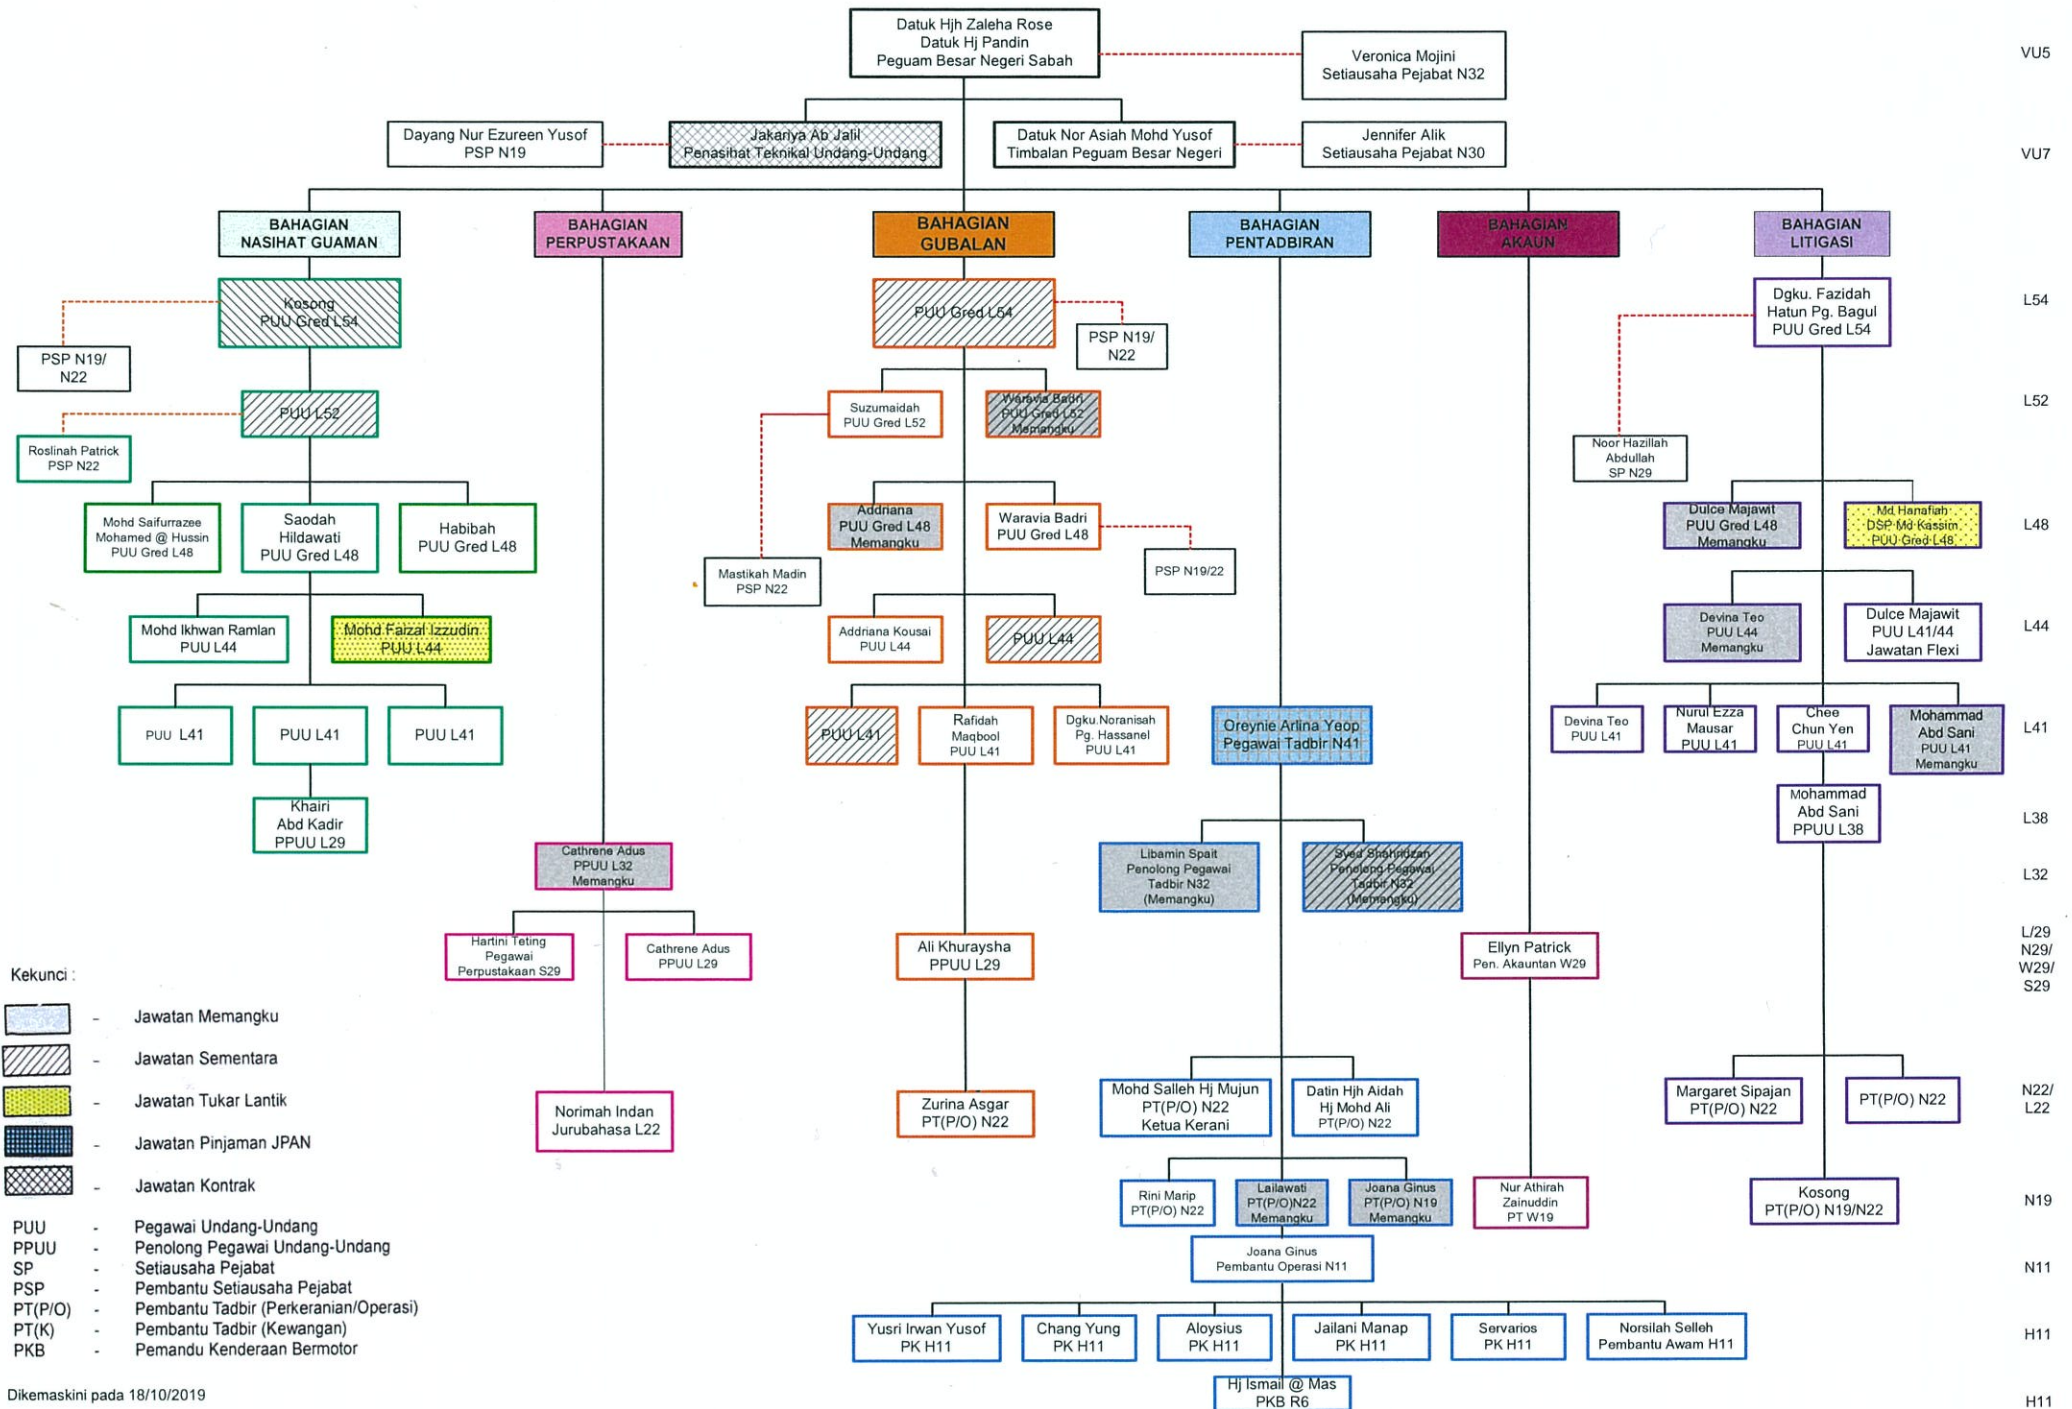 Datuk Hjh Zaleha Rose
Datuk Hj Pandin
Peguam Besar Negeri Sabah
Veronica Mojini
Setiausaha Pejabat N32
VU5
Dayang Nur Ezureen Yusof
PSP N19
Jakariya Ab Jalil
Penasihat Teknikal Undang-Undang
Datuk Nor Asiah Mohd Yusof
Timbalan Peguam Besar Negeri
Jennifer Alik
Setiausaha Pejabat N30
VU7
BAHAGIAN
NASIHAT GUAMAN
BAHAGIAN
PERPUSTAKAAN
BAHAGIAN
GUBALAN
BAHAGIAN
PENTADBIRAN
BAHAGIAN
AKAUN
BAHAGIAN
LITIGASI
Kosong
PUU Gred L54
PUU Gred L54
Dgku. Fazidah
Hatun Pg. Bagul
PUU Gred L54
L54
PSP N19/
N22
PSP N19/
N22
PUU L52
Suzumaidah
PUU Gred L52
Waravia Badri
PUU Gred L52
Memangku
L52
Roslinah Patrick
PSP N22
Noor Hazillah
Abdullah
SP N29
Mohd Saifurrazee
Mohamed @ Hussin
PUU Gred L48
Saodah
Hildawati
PUU Gred L48
Habibah
PUU Gred L48
Addriana
PUU Gred L48
Memangku
Waravia Badri
PUU Gred L48
Dulce Majawit
PUU Gred L48
Memangku
Md Hanafiah
DSP Md Kassim
PUU Gred L48
L48
Mastikah Madin
PSP N22
PSP N19/22
Mohd Ikhwan Ramlan
PUU L44
Mohd Faizal Izzudin
PUU L44
Addriana Kousai
PUU L44
PUU L44
Devina Teo
PUU L44
Memangku
Dulce Majawit
PUU L41/44
Jawatan Flexi
L44
PUU L41
PUU L41
PUU L41
PUU L41
Rafidah
Maqbool
PUU L41
Dgku.Noranisah
Pg. Hassanel
PUU L41
Oreynie Arlina Yeop
Pegawai Tadbir N41
Devina Teo
PUU L41
Nurul Ezza
Mausar
PUU L41
Chee
Chun Yen
PUU L41
Mohammad
Abd Sani
PUU L41
Memangku
L41
Khairi
Abd Kadir
PPUU L29
Mohammad
Abd Sani
PPUU L38
L38
Cathrene Adus
PPUU L32
Memangku
Libamin Spait
Penolong Pegawai
Tadbir N32
(Memangku)
Syed Shahridzan
Penolong Pegawai
Tadbir N32
(Memangku)
L32
Hartini Teting
Pegawai
Perpustakaan S29
Cathrene Adus
PPUU L29
Ali Khuraysha
PPUU L29
Ellyn Patrick
Pen. Akauntan W29
L/29
N29/
W29/
S29
Kekunci :
- Jawatan Memangku
- Jawatan Sementara
- Jawatan Tukar Lantik
- Jawatan Pinjaman JPAN
- Jawatan Kontrak
Norimah Indan
Jurubahasa L22
Zurina Asgar
PT(P/O) N22
Mohd Salleh Hj Mujun
PT(P/O) N22
Ketua Kerani
Datin Hjh Aidah
Hj Mohd Ali
PT(P/O) N22
Margaret Sipajan
PT(P/O) N22
PT(P/O) N22
N22/
L22
Rini Marip
PT(P/O) N22
Lailawati
PT(P/O)N22
Memangku
Joana Ginus
PT(P/O) N19
Memangku
Nur Athirah
Zainuddin
PT W19
Kosong
PT(P/O) N19/N22
N19
PUU - Pegawai Undang-Undang
PPUU - Penolong Pegawai Undang-Undang
SP - Setiausaha Pejabat
PSP - Pembantu Setiausaha Pejabat
PT(P/O) - Pembantu Tadbir (Perkeranian/Operasi)
PT(K) - Pembantu Tadbir (Kewangan)
PKB - Pemandu Kenderaan Bermotor
Joana Ginus
Pembantu Operasi N11
N11
Yusri Irwan Yusof
PK H11
Chang Yung
PK H11
Aloysius
PK H11
Jailani Manap
PK H11
Servarios
PK H11
Norsilah Selleh
Pembantu Awam H11
H11
Hj Ismail @ Mas
PKB R6
H11
Dikemaskini pada 18/10/2019